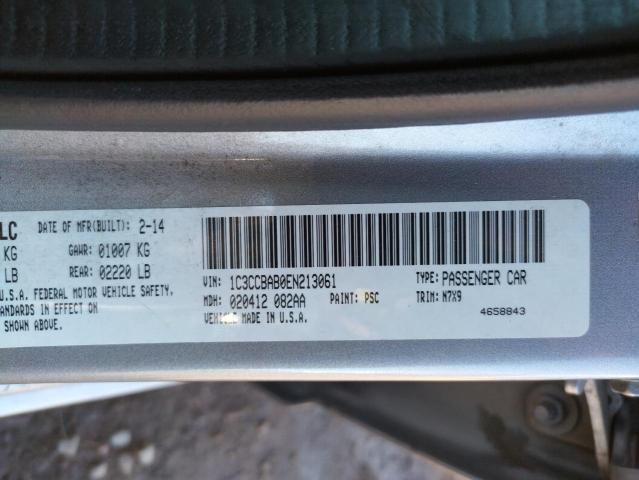 LC DATE OF MFR(BUILT): 2-14
KG GAWR: 01007 KG
LB REAR: 02220 LB
U.S.A. FEDERAL MOTOR VEHICLE SAFETY,
STANDARDS IN EFFECT ON
SHOWN ABOVE.
VIN: 1C3CCBAB0EN213061 TYPE: PASSENGER CAR
MDH: 020412 082AA PAINT: PSC TRIM: N7X9
VEHICLE MADE IN U.S.A. 4658843